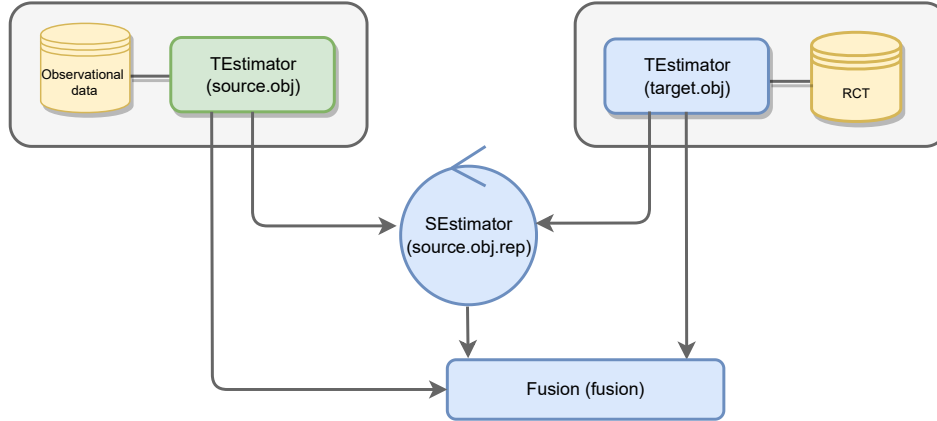 Observational
data
TEstimator
(source.obj)
TEstimator
(target.obj)
RCT
SEstimator
(source.obj.rep)
Fusion (fusion)